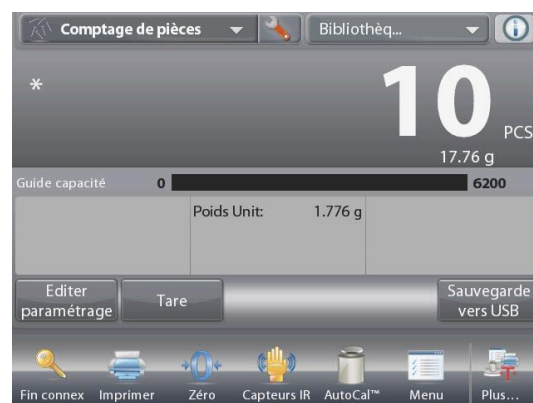 Comptage de pièces Bibliothèq...
*
10 PCS
17.76 g
Guide capacité 0 6200
Poids Unit: 1.776 g
Editer paramétrage Tare Sauvegarde vers USB
Fin connex Imprimer Zéro Capteurs IR AutoCal™ Menu Plus...